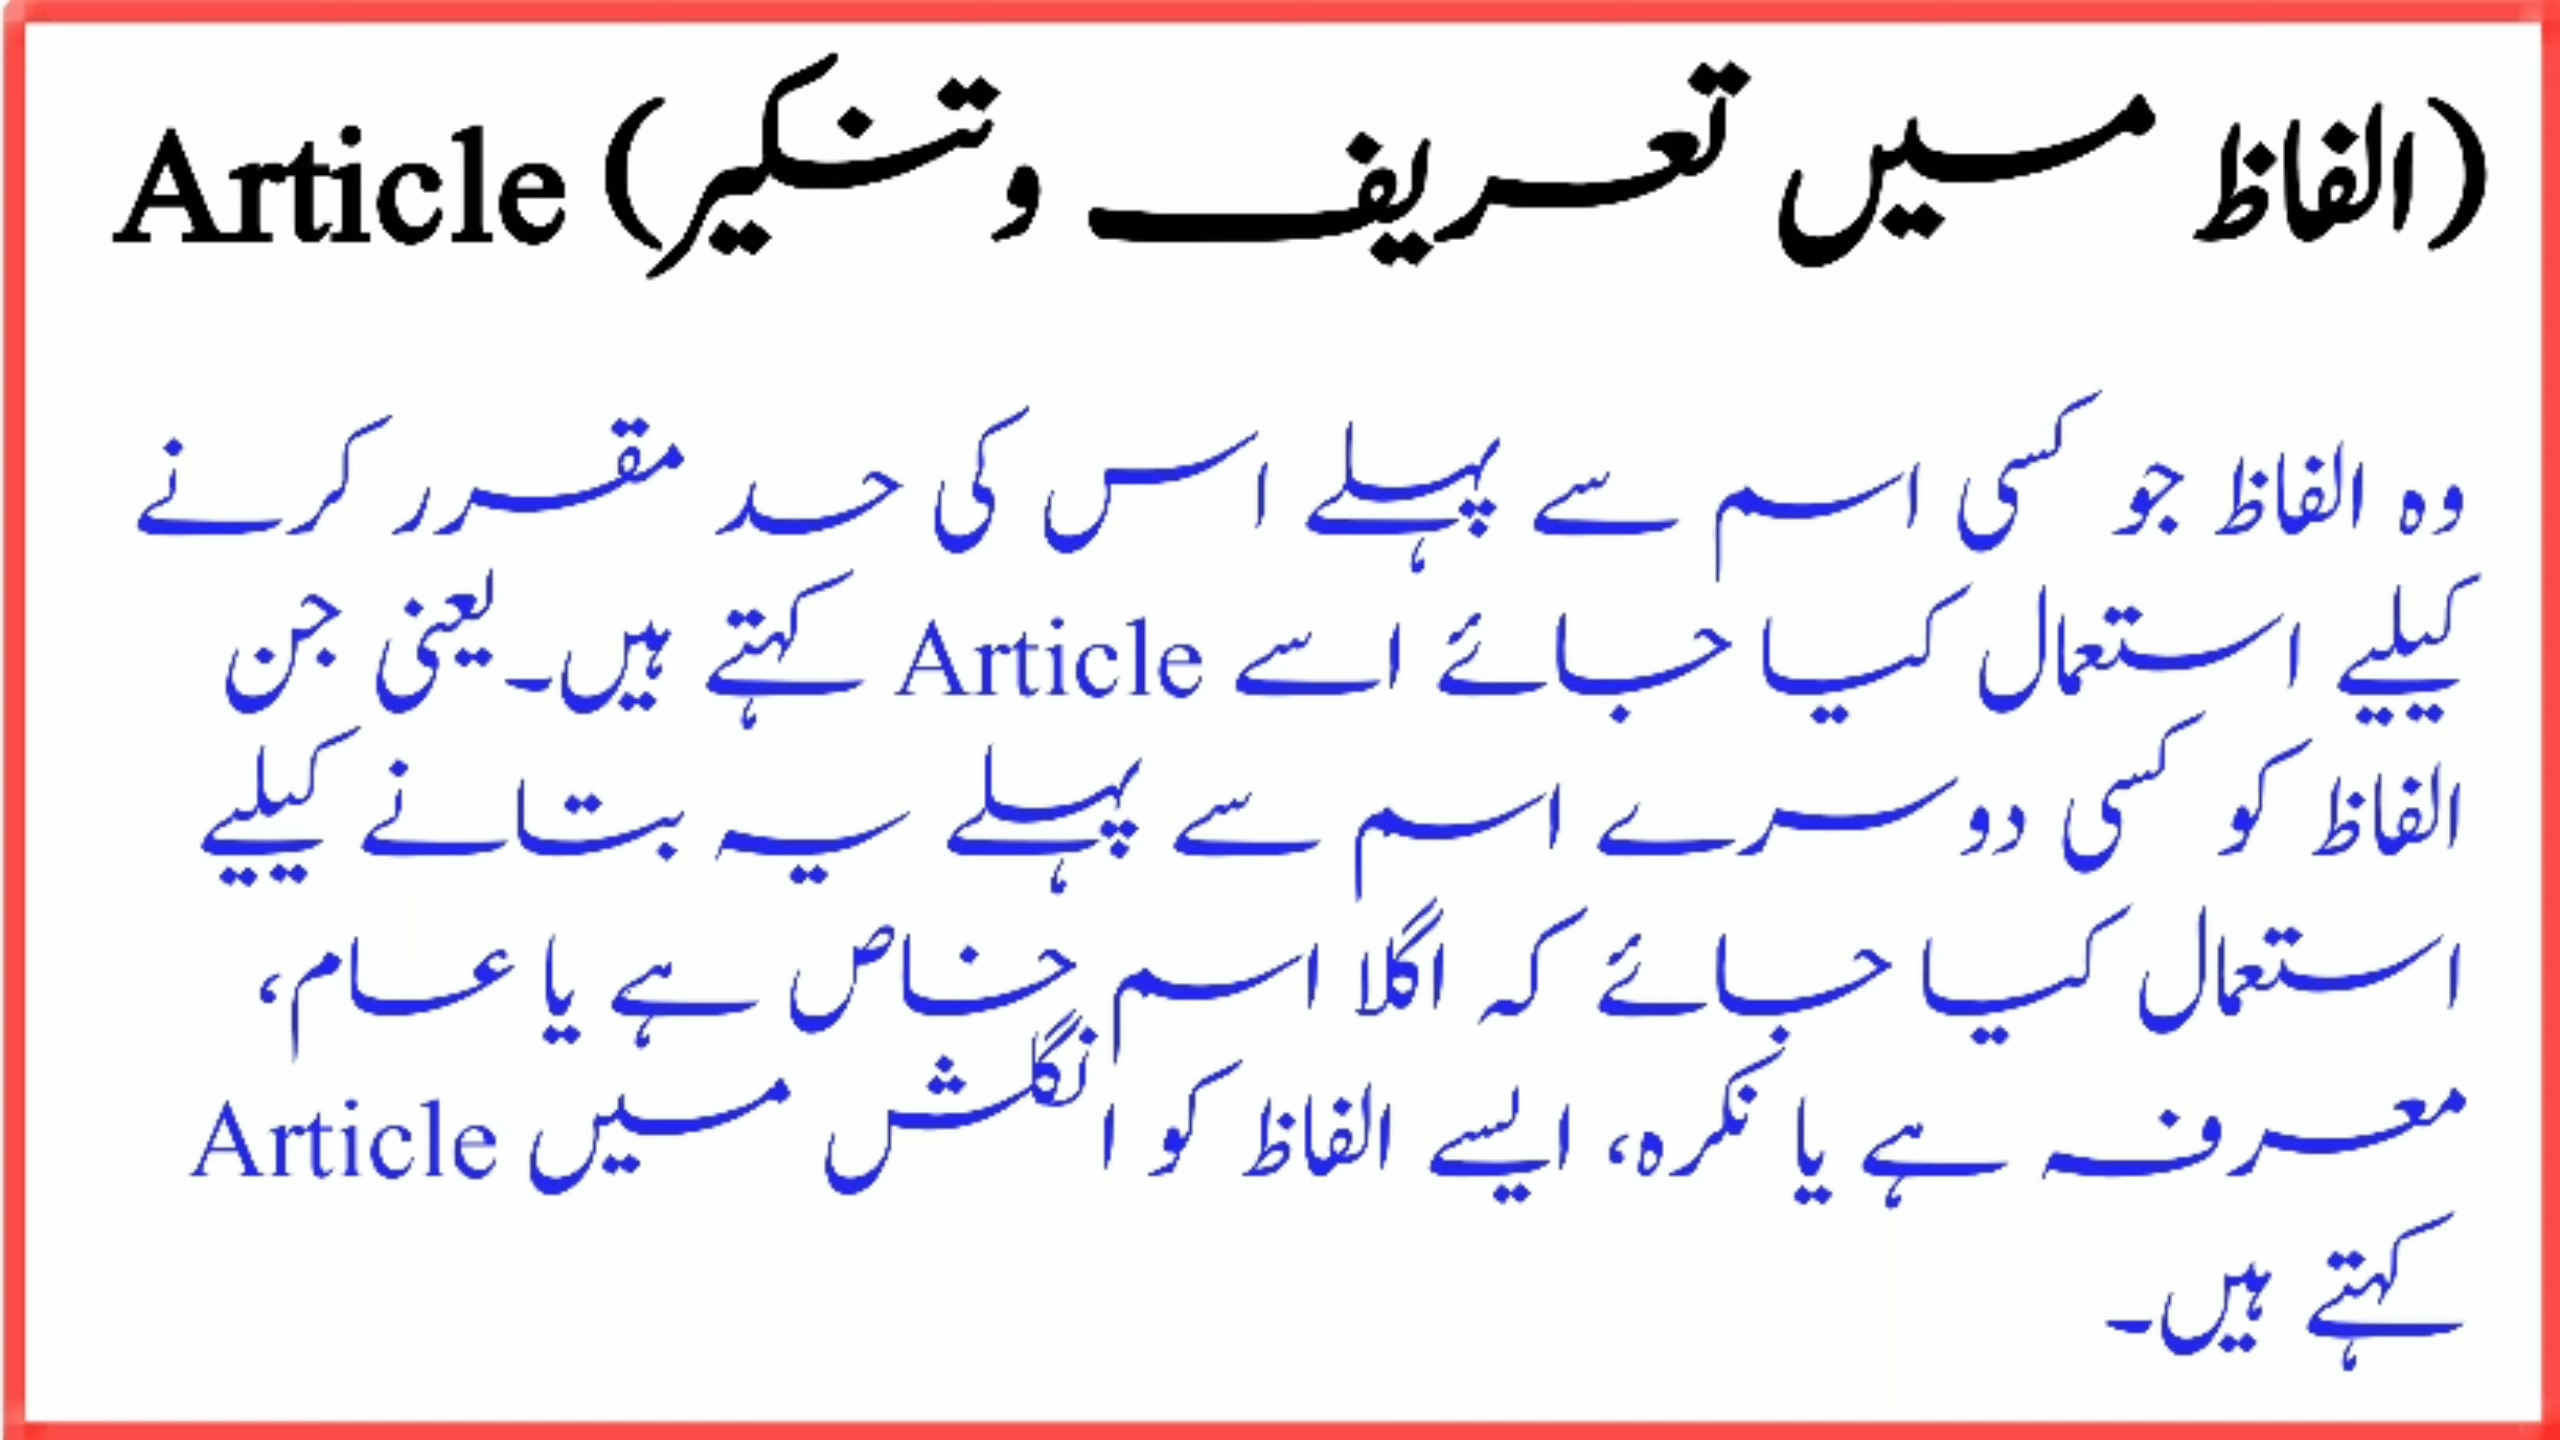 (الفاظ میں تعریف و تنکیر) Article
وہ الفاظ جو کسی اسم سے پہلے اس کی حد مقرر کرنے
کیلیے استعمال کیا جائے اسے Article کہتے ہیں۔ یعنی جن
الفاظ کو کسی دوسرے اسم سے پہلے یہ بتانے کیلیے
استعمال کیا جائے کہ اگلا اسم خاص ہے یا عام،
معرفہ ہے یا نکرہ، ایسے الفاظ کو انگلش میں Article
کہتے ہیں۔